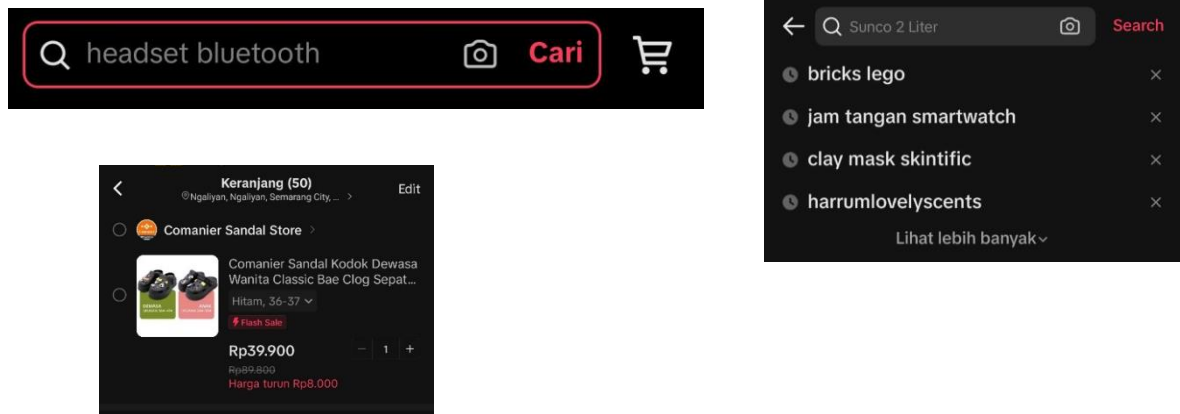 headset bluetooth Cari
Sunco 2 Liter Search
bricks lego
jam tangan smartwatch
clay mask skintific
harrumlovelyscents
Lihat lebih banyak
Keranjang (50)
Ngaliyan, Ngaliyan, Semarang City, ...
Edit
Comanier Sandal Store
Comanier Sandal Kodok Dewasa
Wanita Classic Bae Clog Sepat...
Hitam, 36-37
Flash Sale
Rp39.900
- 1 +
Rp89.800
Harga turun Rp8.000